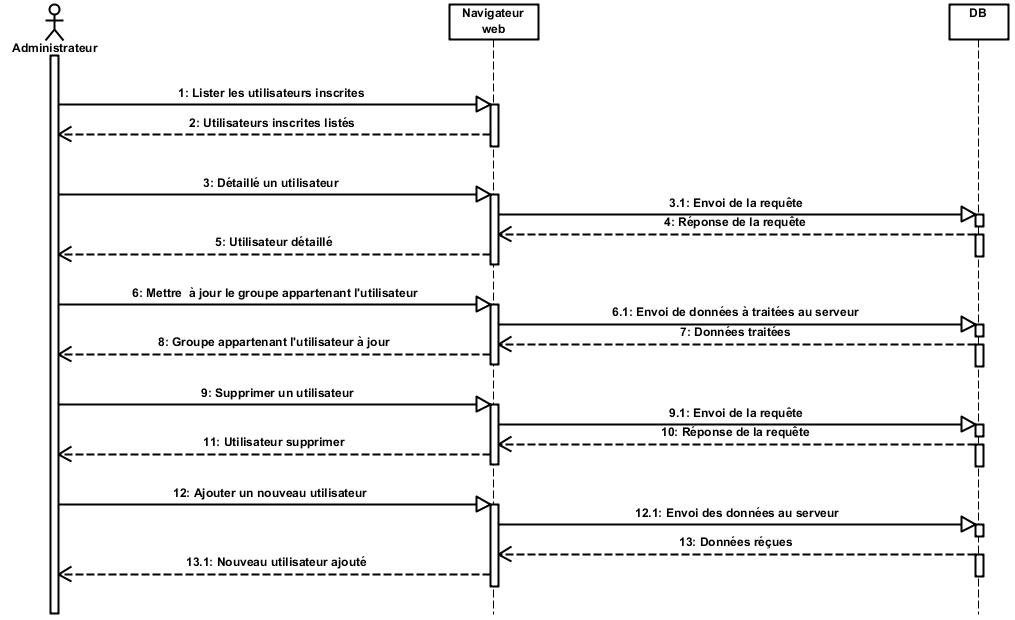 Administrateur
Navigateur
web
DB
1: Lister les utilisateurs inscrites
2: Utilisateurs inscrites listés
3: Détaillé un utilisateur
3.1: Envoi de la requête
4: Réponse de la requête
5: Utilisateur détaillé
6: Mettre à jour le groupe appartenant l'utilisateur
6.1: Envoi de données à traitées au serveur
7: Données traitées
8: Groupe appartenant l'utilisateur à jour
9: Supprimer un utilisateur
9.1: Envoi de la requête
10: Réponse de la requête
11: Utilisateur supprimer
12: Ajouter un nouveau utilisateur
12.1: Envoi des données au serveur
13: Données réçues
13.1: Nouveau utilisateur ajouté